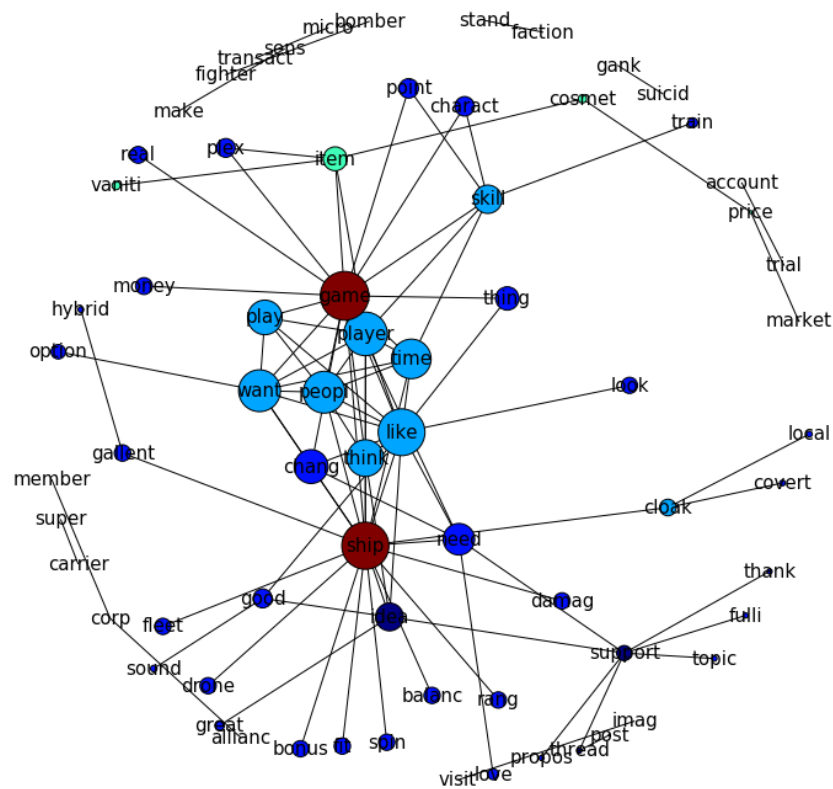 bomber
micro
stand
faction
sens
transact
fighter
gank
make
point
cosmet
suicid
charact
train
real
plex
item
vaniti
account
skill
price
trial
money
game
thing
hybrid
play
market
player
option
time
want
peopl
look
like
local
gallent
think
chang
member
covert
cloak
super
need
ship
carrier
thank
good
damag
corp
idea
fulli
fleet
support
topic
sound
drone
balanc
rang
great
imag
allianc
post
bonus
fit
spin
thread
propos
love
visit